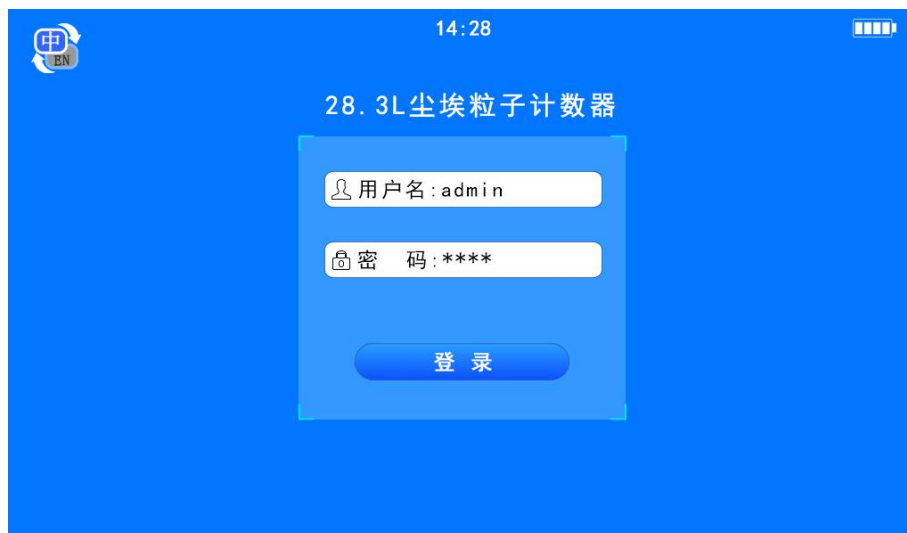 中
EN
14:28
28.3L尘埃粒子计数器
用户名:admin
密 码:****
登 录